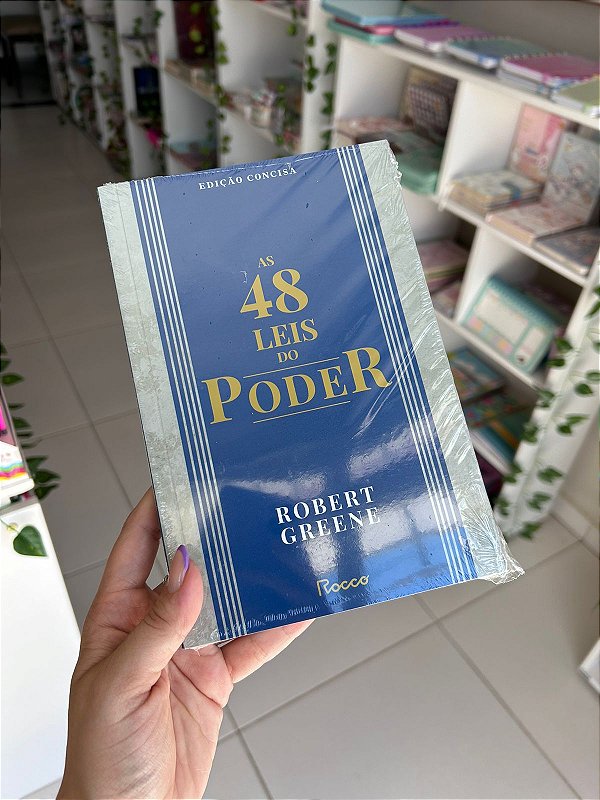 EDIÇÃO CONCISA
AS
48
LEIS
DO
PODER
ROBERT
GREENE
Rocco